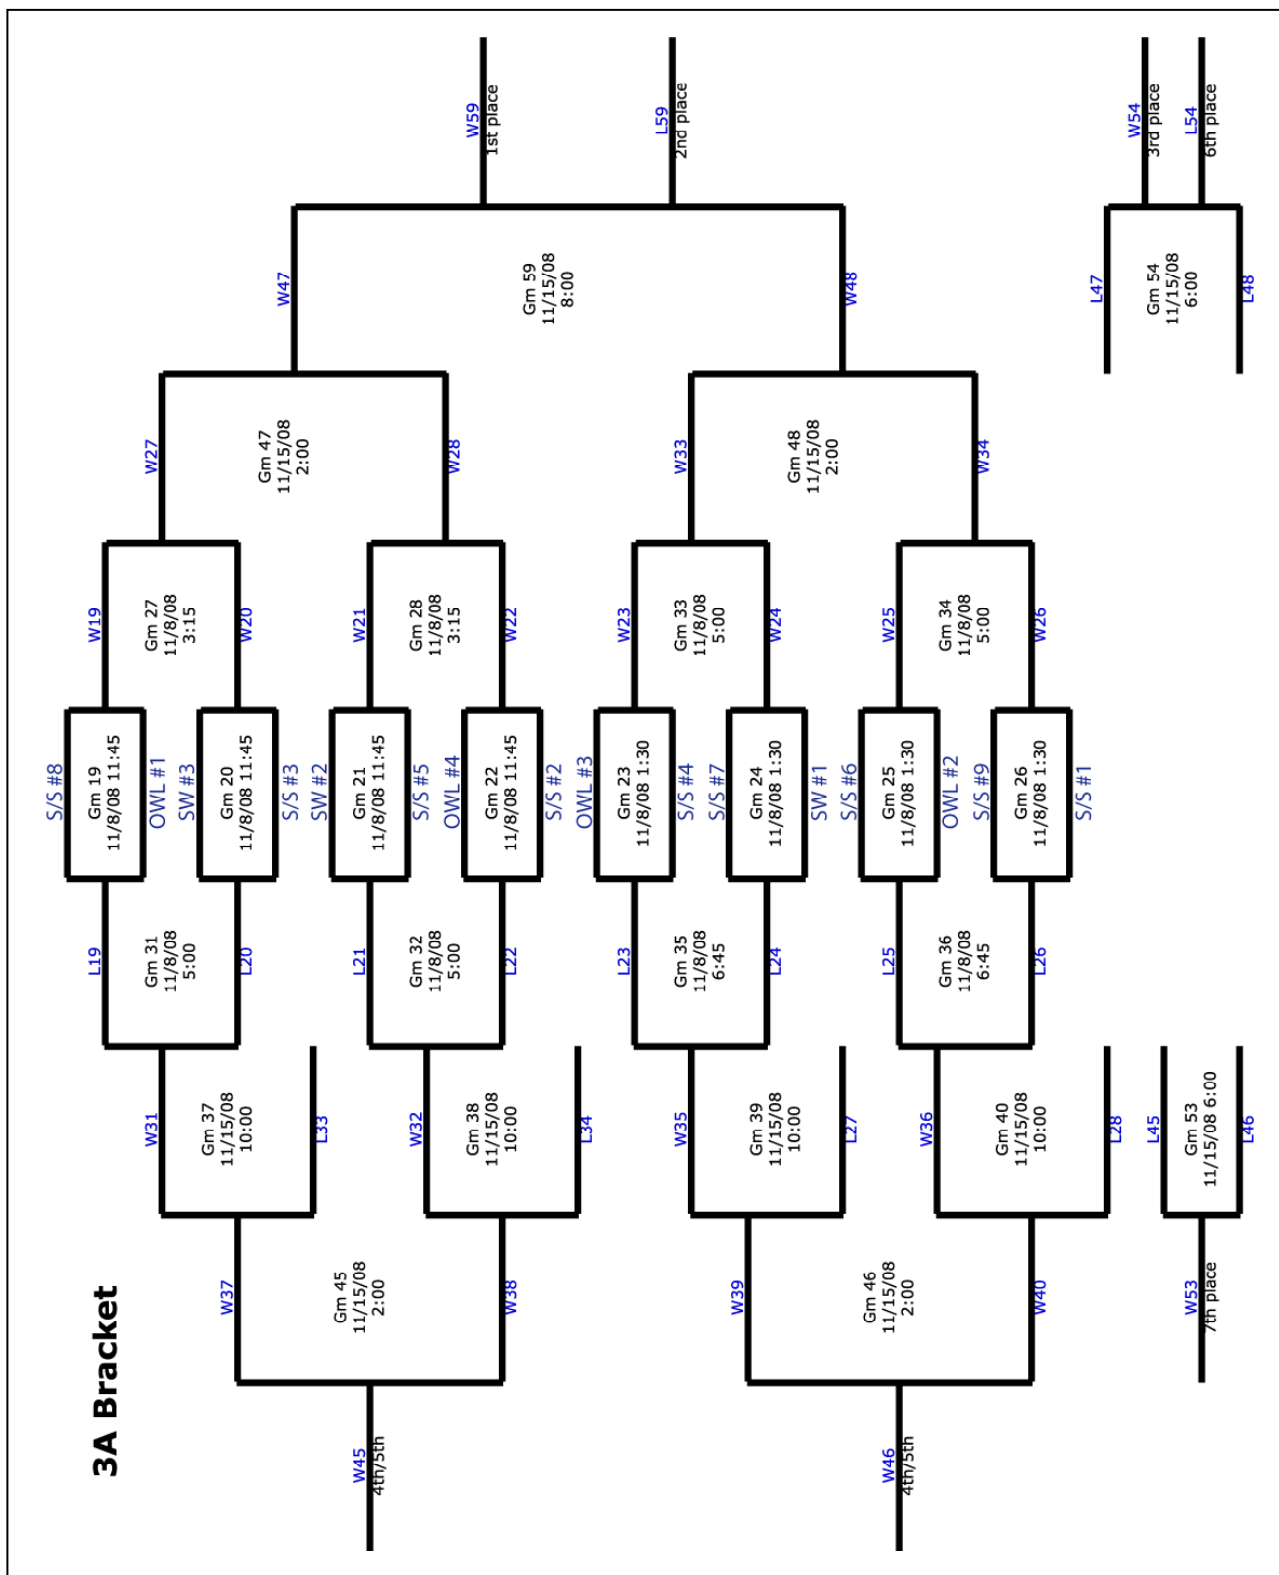 3A Bracket
W59
1st place
L59
2nd place
W54
3rd place
L54
6th place
W47
Gm 59
11/15/08
8:00
W48
L47
Gm 54
11/15/08
6:00
L48
W27
Gm 47
11/15/08
2:00
W28
W33
Gm 48
11/15/08
2:00
W34
W19
Gm 27
11/8/08
3:15
W20
W21
Gm 28
11/8/08
3:15
W22
W23
Gm 33
11/8/08
5:00
W24
W25
Gm 34
11/8/08
5:00
W26
S/S #8
Gm 19
11/8/08 11:45
OWL #1
SW #3
Gm 20
11/8/08 11:45
S/S #3
SW #2
Gm 21
11/8/08 11:45
S/S #5
OWL #4
Gm 22
11/8/08 11:45
S/S #2
OWL #3
Gm 23
11/8/08 1:30
S/S #4
S/S #7
Gm 24
11/8/08 1:30
SW #1
S/S #6
Gm 25
11/8/08 1:30
OWL #2
S/S #9
Gm 26
11/8/08 1:30
S/S #1
L19
Gm 31
11/8/08
5:00
L20
L21
Gm 32
11/8/08
5:00
L22
L23
Gm 35
11/8/08
6:45
L24
L25
Gm 36
11/8/08
6:45
L26
W31
Gm 37
11/15/08
10:00
L33
W32
Gm 38
11/15/08
10:00
L34
W35
Gm 39
11/15/08
10:00
L27
W36
Gm 40
11/15/08
10:00
L28
L45
Gm 53
11/15/08 6:00
L46
W37
Gm 45
11/15/08
2:00
W38
W39
Gm 46
11/15/08
2:00
W40
W53
7th place
W45
4th/5th
W46
4th/5th